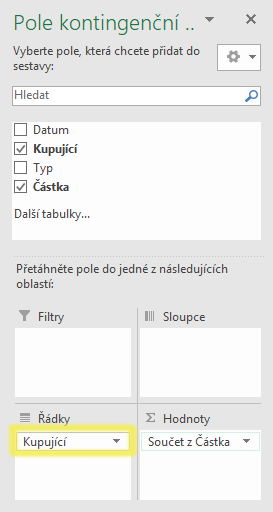 Pole kontingenční ..
Vyberte pole, která chcete přidat do
sestavy:
Hledat
Datum
Kupující
Typ
Částka
Další tabulky...
Přetáhněte pole do jedné z následujících
oblastí:
Filtry
Sloupce
Řádky
Σ Hodnoty
Kupující
Součet z Částka